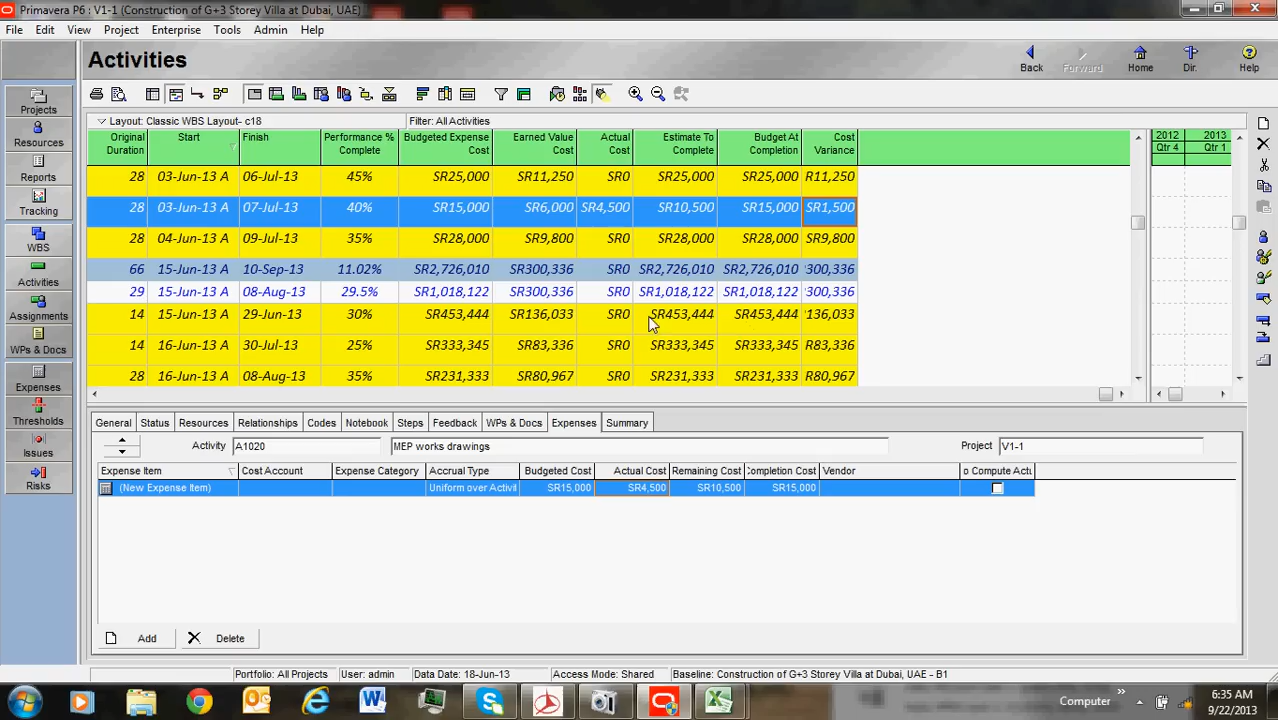 Primavera P6 : V1-1 (Construction of G+3 Storey Villa at Dubai, UAE)
File Edit View Project Enterprise Tools Admin Help
Activities
Back Forward Home Dir. Help
Layout: Classic WBS Layout- c18 Filter: All Activities
Original Duration Start Finish Performance % Complete Budgeted Expense Cost Earned Value Cost Actual Cost Estimate To Complete Budget At Completion Cost Variance
2012 2013
Qtr 4 Qtr 1
28 03-Jun-13 A 06-Jul-13 45% SR25,000 SR11,250 SR0 SR25,000 SR25,000 R11,250
28 03-Jun-13 A 07-Jul-13 40% SR15,000 SR6,000 SR4,500 SR10,500 SR15,000 SR1,500
28 04-Jun-13 A 09-Jul-13 35% SR28,000 SR9,800 SR0 SR28,000 SR28,000 SR9,800
66 15-Jun-13 A 10-Sep-13 11.02% SR2,726,010 SR300,336 SR0 SR2,726,010 SR2,726,010 300,336
29 15-Jun-13 A 08-Aug-13 29.5% SR1,018,122 SR300,336 SR0 SR1,018,122 SR1,018,122 300,336
14 15-Jun-13 A 29-Jun-13 30% SR453,444 SR136,033 SR0 SR453,444 SR453,444 136,033
14 16-Jun-13 A 30-Jul-13 25% SR333,345 SR83,336 SR0 SR333,345 SR333,345 R83,336
28 16-Jun-13 A 08-Aug-13 35% SR231,333 SR80,967 SR0 SR231,333 SR231,333 R80,967
Projects
Resources
Reports
Tracking
WBS
Activities
Assignments
WPs & Docs
Expenses
Thresholds
Issues
Risks
General Status Resources Relationships Codes Notebook Steps Feedback WPs & Docs Expenses Summary
Activity A1020 MEP works drawings Project V1-1
Expense Item Cost Account Expense Category Accrual Type Budgeted Cost Actual Cost Remaining Cost Completion Cost Vendor o Compute Actu
(New Expense Item) Uniform over Activit SR15,000 SR4,500 SR10,500 SR15,000
Add Delete
Portfolio: All Projects User: admin Data Date: 18-Jun-13 Access Mode: Shared Baseline: Construction of G+3 Storey Villa at Dubai, UAE - B1
Computer
6:35 AM
9/22/2013